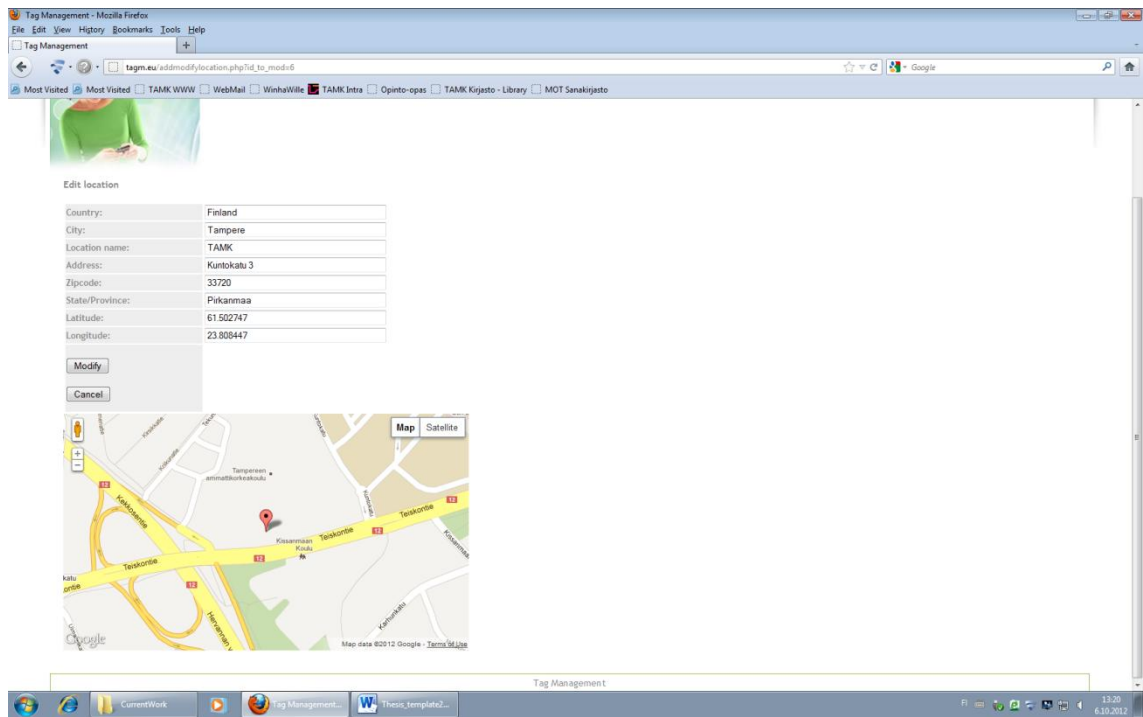 Tag Management - Mozilla Firefox
File Edit View History Bookmarks Tools Help
Tag Management +
tagm.eu/addmodifylocation.php?id_to_mod=6
Google
Most Visited Most Visited TAMK WWW WebMail WinhaWille TAMK Intra Opinto-opas TAMK Kirjasto - Library MOT Sanakirjasto
Edit location
Country: Finland
City: Tampere
Location name: TAMK
Address: Kuntokatu 3
Zipcode: 33720
State/Province: Pirkanmaa
Latitude: 61.502747
Longitude: 23.808447
Modify
Cancel
Map Satellite
Tampereen
ammattikorkeakoulu
12
Kekkosentie
12
Teiskontie
Kissanmaan
Koulu
Teiskontie
12
12
Teiskontie
katu
ontie
12
Karhunkatu
Google
Map data ©2012 Google - Terms of Use
Tag Management
CurrentWork
Tag Management...
Thesis_template2...
FI
13:20
6.10.2012